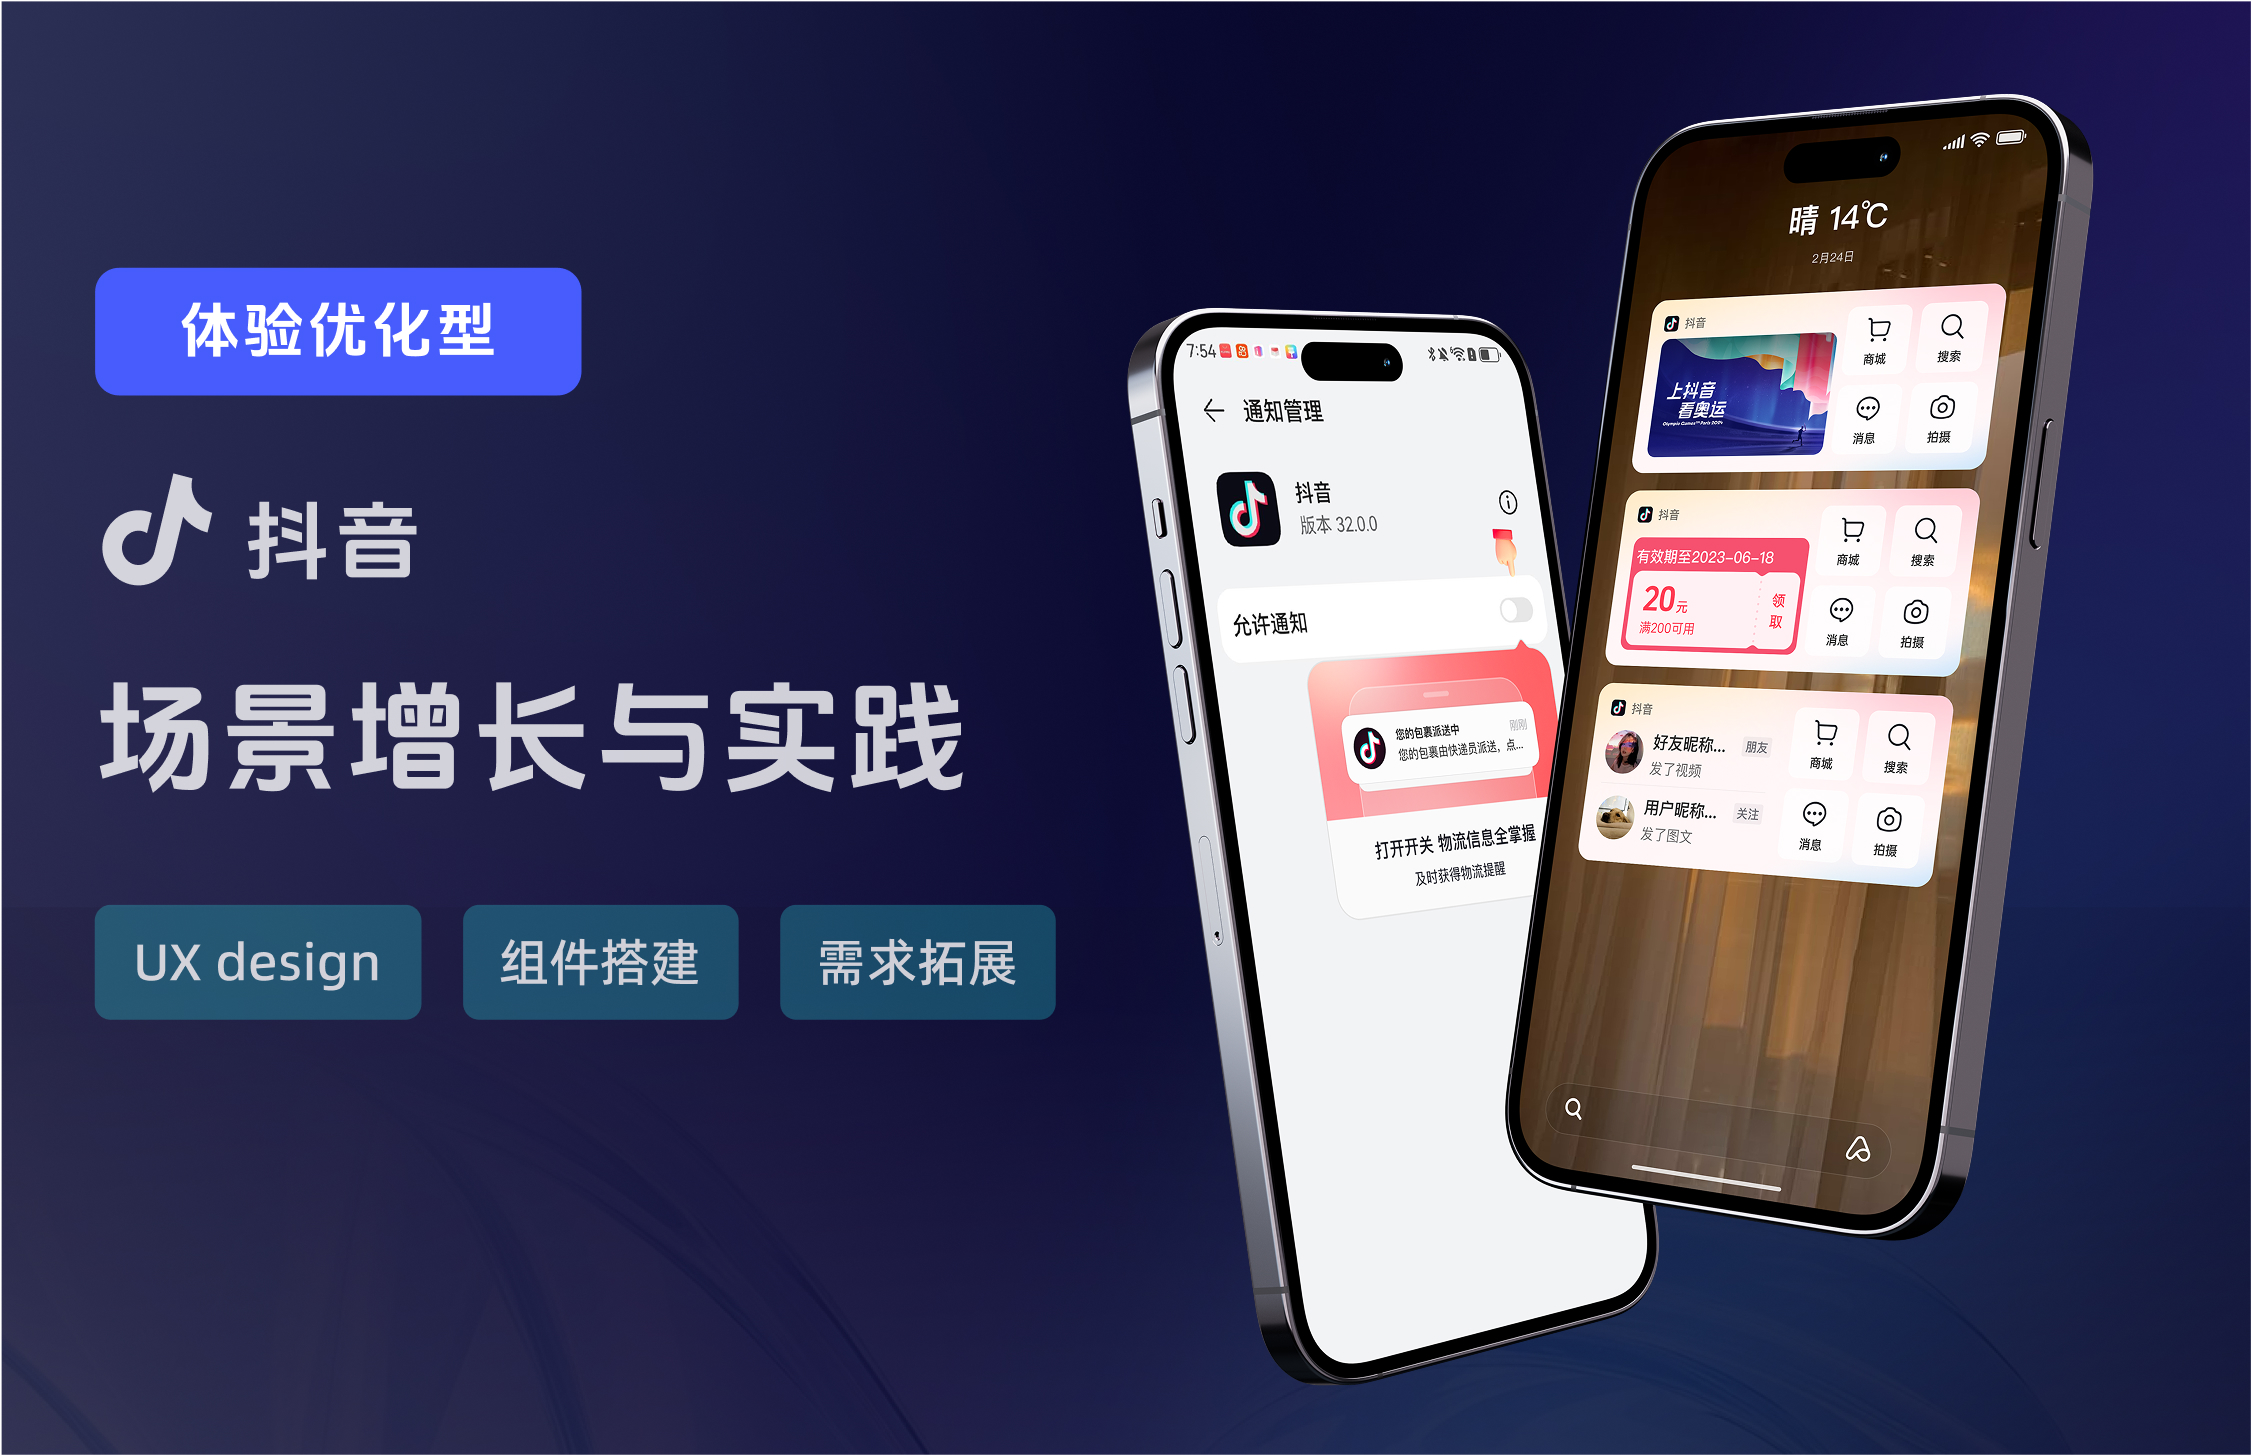 体验优化型
抖音
场景增长与实践
UX design
组件搭建
需求拓展
7:54
通知管理
抖音
版本 32.0.0
允许通知
您的包裹派送中
刚刚
您的包裹由快递员派送，点...
打开开关 物流信息全掌握
及时获得物流提醒
晴 14℃
2月24日
抖音
上抖音
看奥运
Olympic Games™ Paris 2024
商城
搜索
消息
拍摄
抖音
有效期至2023-06-18
20元
满200可用
领
取
商城
搜索
消息
拍摄
抖音
好友昵称...
朋友
发了视频
用户昵称...
关注
发了图文
商城
搜索
消息
拍摄